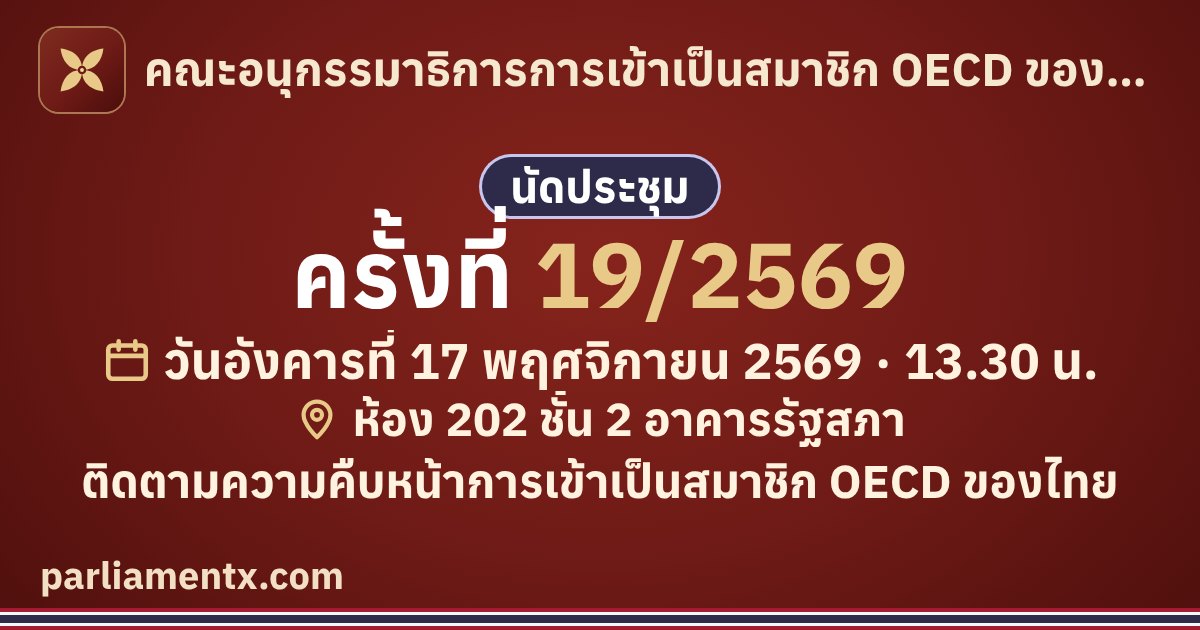 คณะอนุกรรมาธิการการเข้าเป็นสมาชิก OECD ของ...
นัดประชุม
ครั้งที่ 19/2569
วันอังคารที่ 17 พฤศจิกายน 2569 · 13.30 น.
ห้อง 202 ชั้น 2 อาคารรัฐสภา
ติดตามความคืบหน้าการเข้าเป็นสมาชิก OECD ของไทย
parliamentx.com